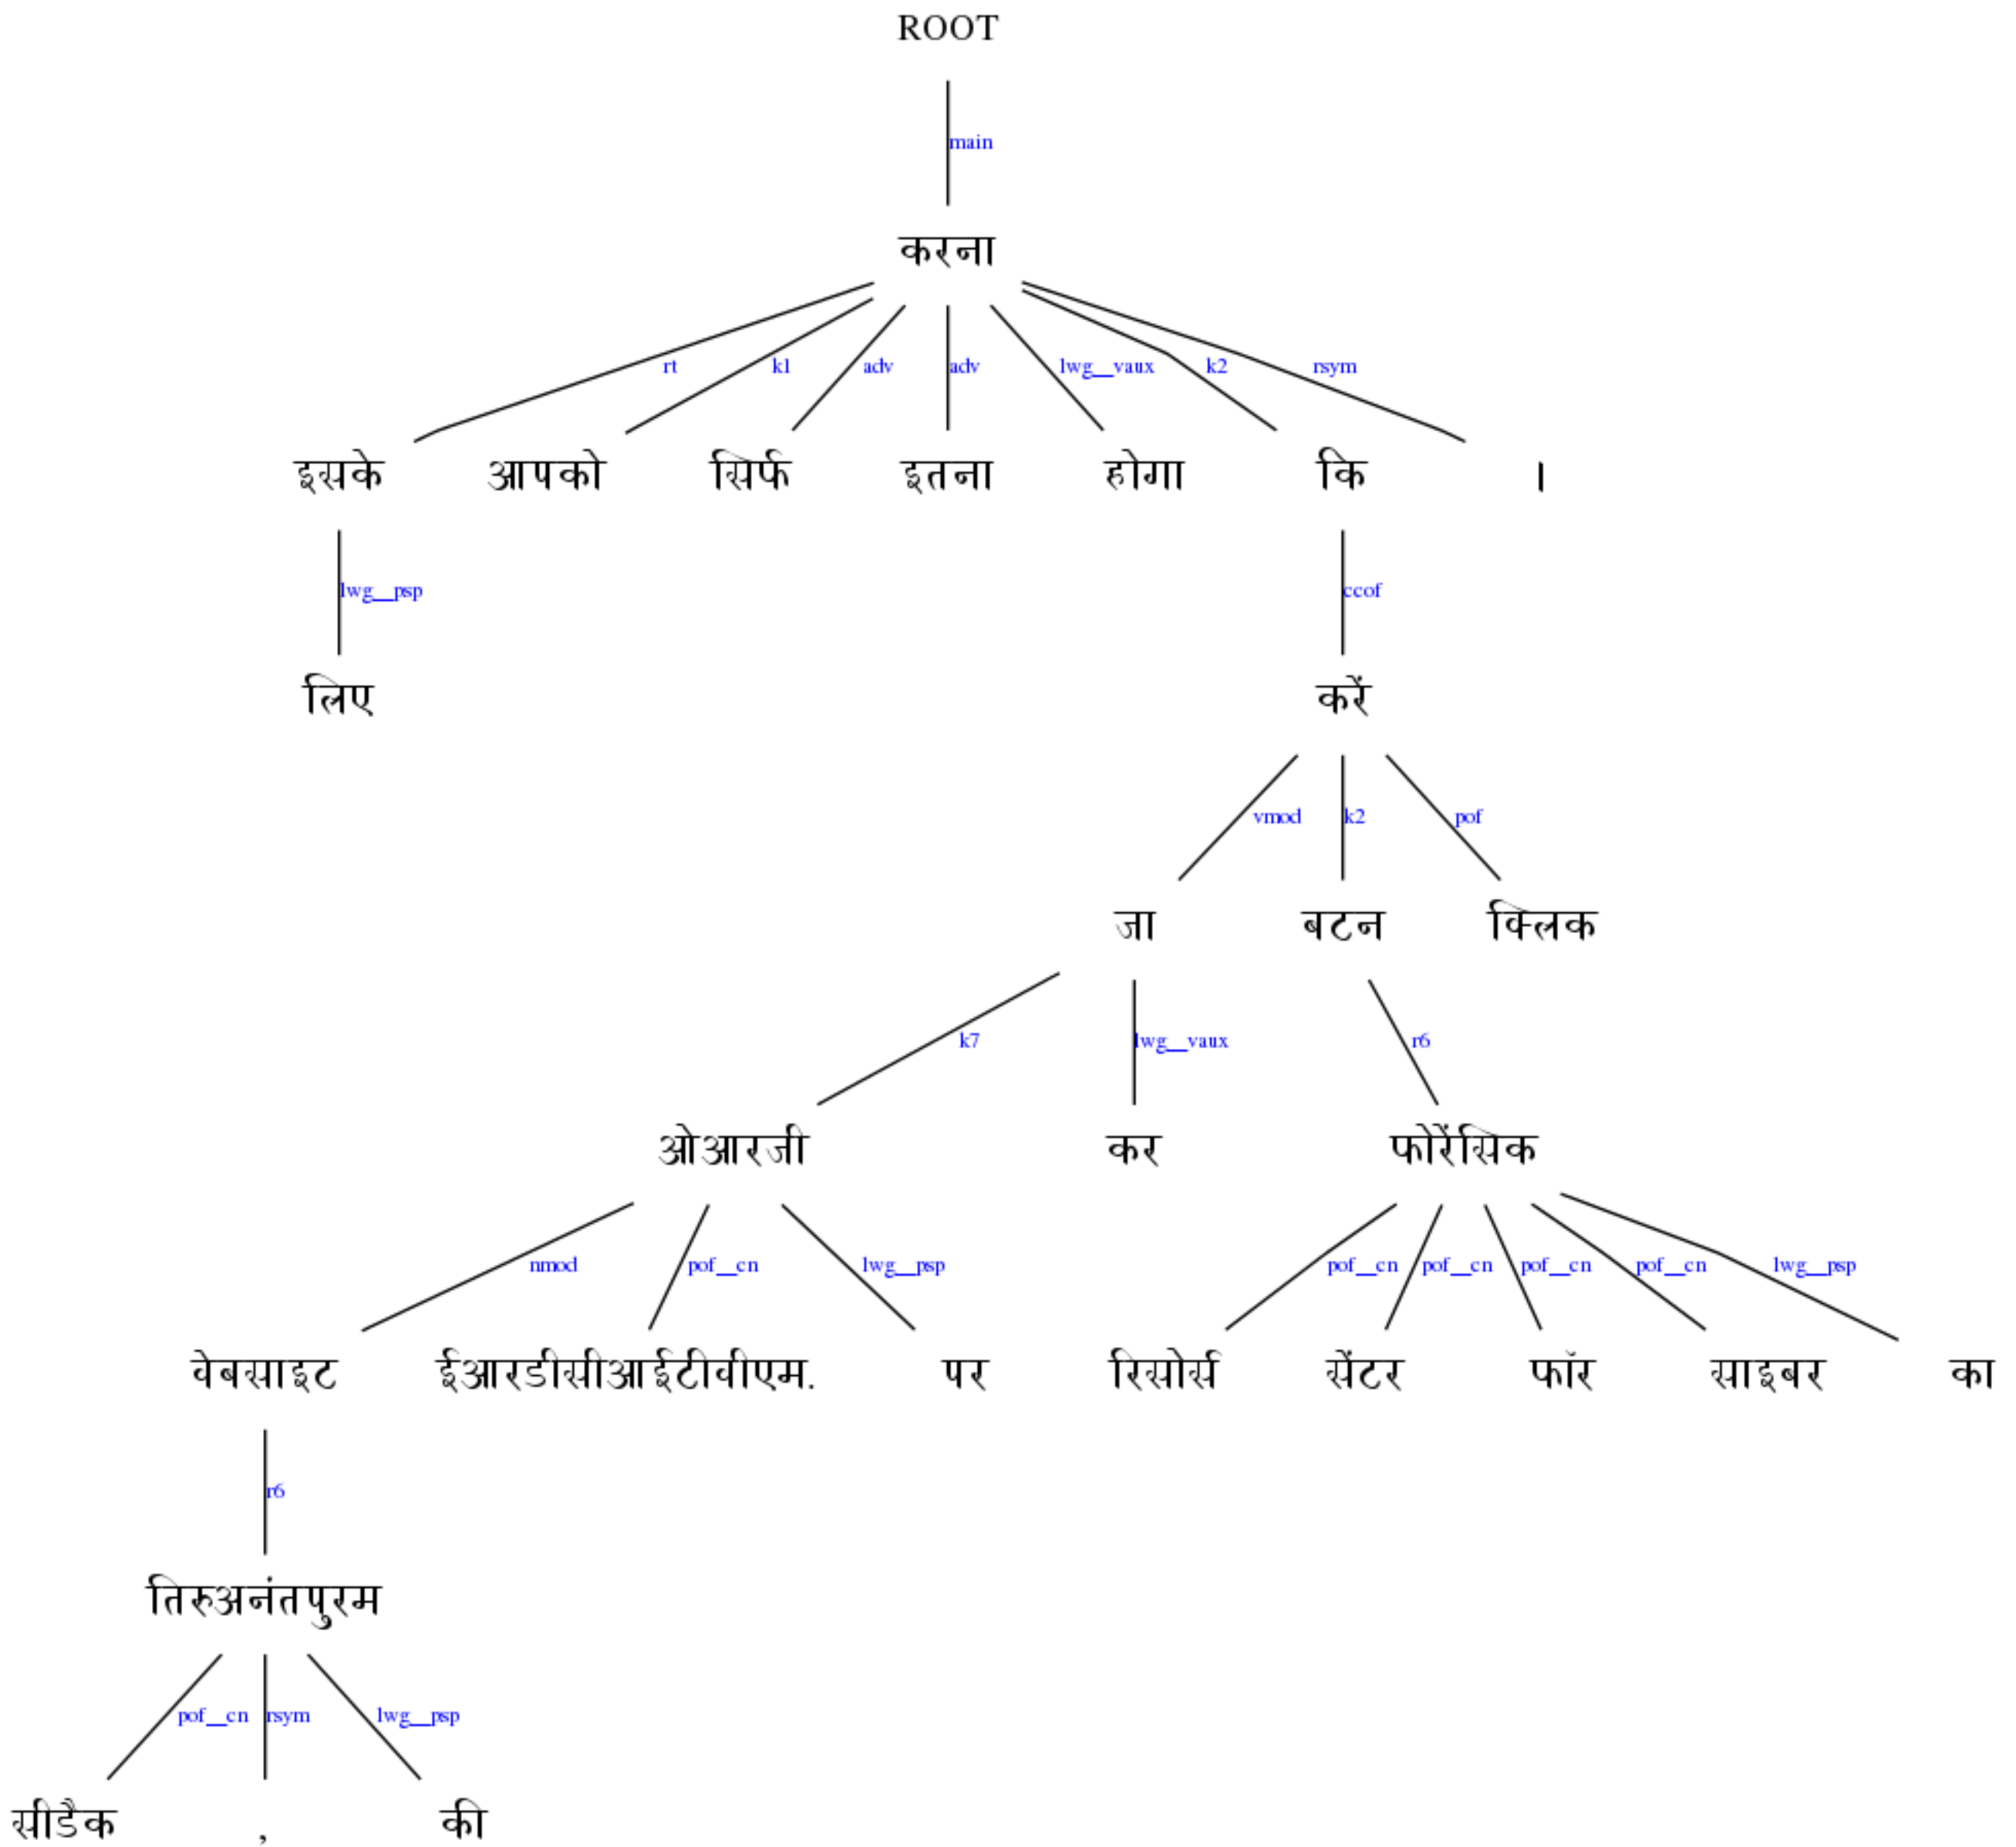 ROOT
main
करना
rt k1 adv adv lwg__vaux k2 rsym
इसके आपको सिर्फ इतना होगा कि ।
lwg__psp ccof
लिए करें
vmod k2 pof
जा बटन क्लिक
k7 lwg__vaux r6
ओआरजी कर फोरेंसिक
nmod pof__cn lwg__psp pof__cn pof__cn pof__cn pof__cn lwg__psp
वेबसाइट ईआरडीसीआईटीवीएम. पर रिसोर्स सेंटर फॉर साइबर का
r6
तिरुअनंतपुरम
pof__cn rsym lwg__psp
सीडैक , की